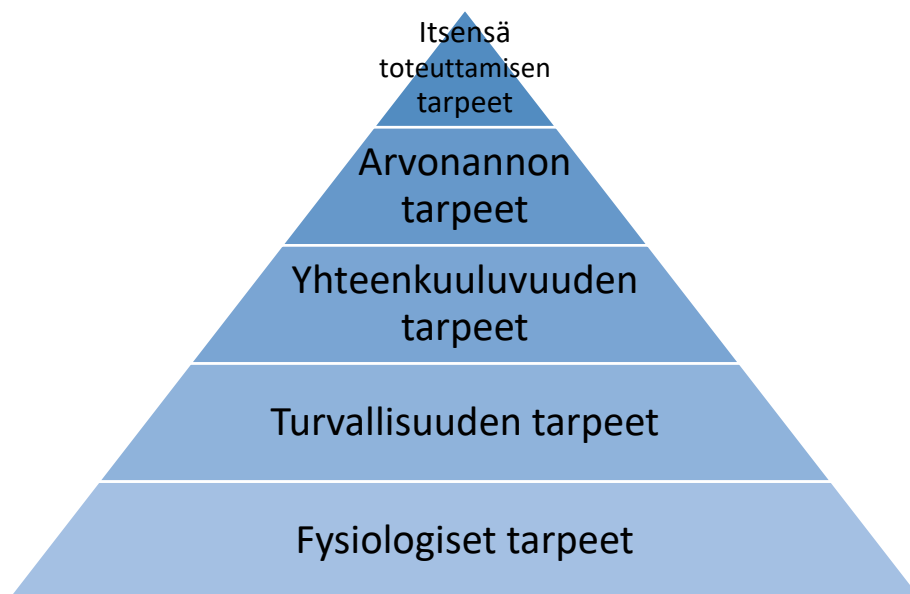 Itsensä
toteuttamisen
tarpeet
Arvonannon
tarpeet
Yhteenkuuluvuuden
tarpeet
Turvallisuuden tarpeet
Fysiologiset tarpeet